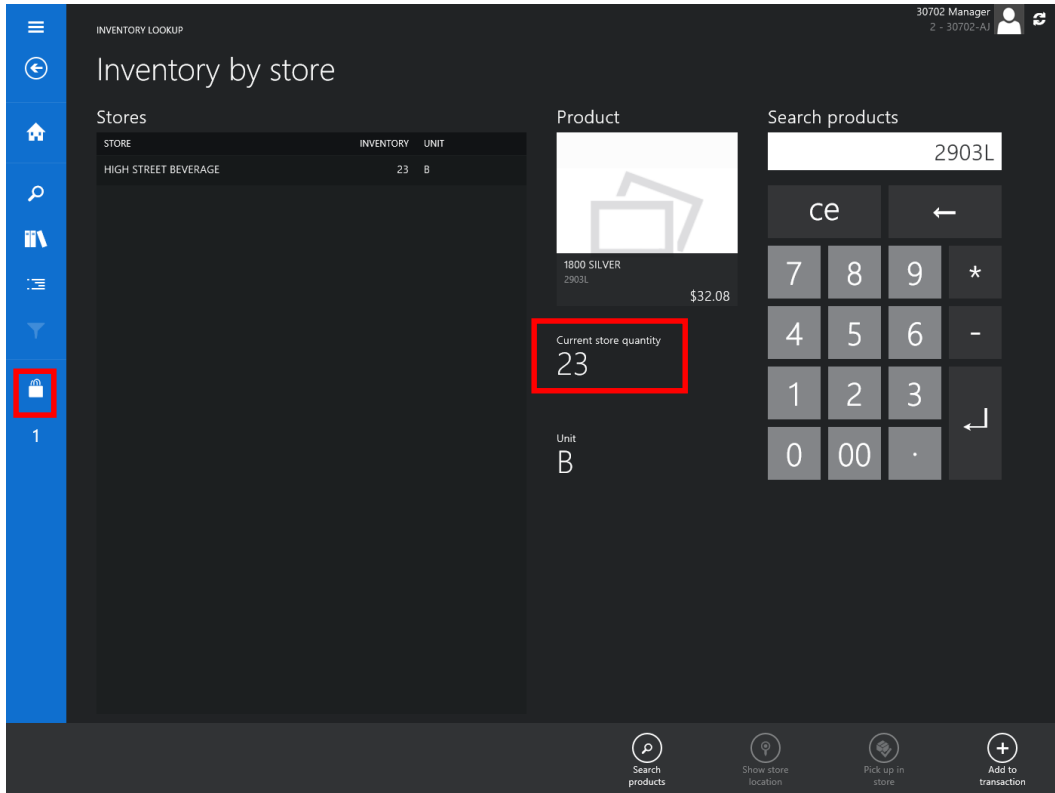 30702 Manager
2 - 30702-AJ
INVENTORY LOOKUP
Inventory by store
Stores
STORE INVENTORY UNIT
HIGH STREET BEVERAGE 23 B
Product
1800 SILVER
2903L
$32.08
Current store quantity
23
Unit
B
Search products
2903L
ce ←
7 8 9 *
4 5 6 -
1 2 3
0 00 .
1
Search
products
Show store
location
Pick up in
store
Add to
transaction